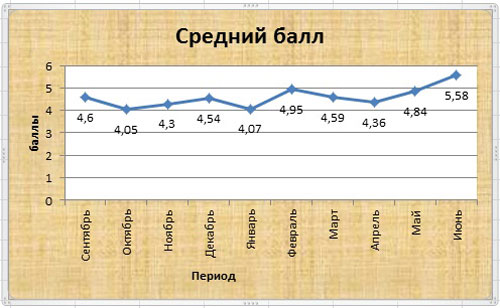 Средний балл
6
5
4
3
2
1
0
баллы
4,6
4,05
4,3
4,54
4,07
4,95
4,59
4,36
4,84
5,58
Сентябрь
Октябрь
Ноябрь
Декабрь
Январь
Февраль
Март
Апрель
Май
Июнь
Период